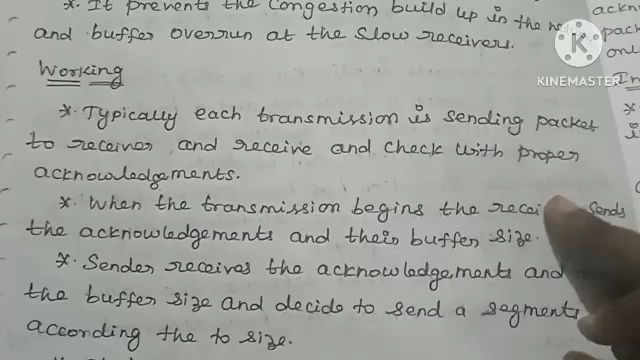 *. It prevents the congestion build up in the
and buffer overrun at the slow receivers.
Working
*. Typically each transmission is sending packet
to receiver and receive and check with proper
acknowledgements.
*. When the transmission begins the sends
the acknowledgements and their buffer size.
*. Sender receives the acknowledgements and
the buffer size and decide to send a segments
according the to size.
KINEMASTER